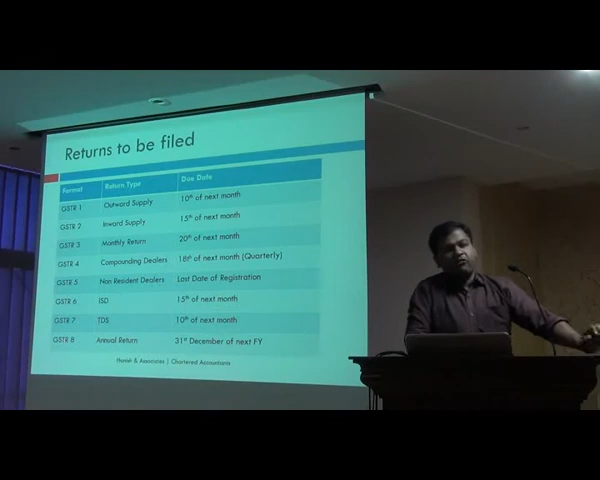 Returns to be filed
Format Return Type Due Date
GSTR 1 Outward Supply 10th of next month
GSTR 2 Inward Supply 15th of next month
GSTR 3 Monthly Return 20th of next month
GSTR 4 Compounding Dealers 18th of next month (Quarterly)
GSTR 5 Non Resident Dealers Last Date of Registration
GSTR 6 ISD 15th of next month
GSTR 7 TDS 10th of next month
GSTR 8 Annual Return 31st December of next FY
& Associates | Chartered Accountants